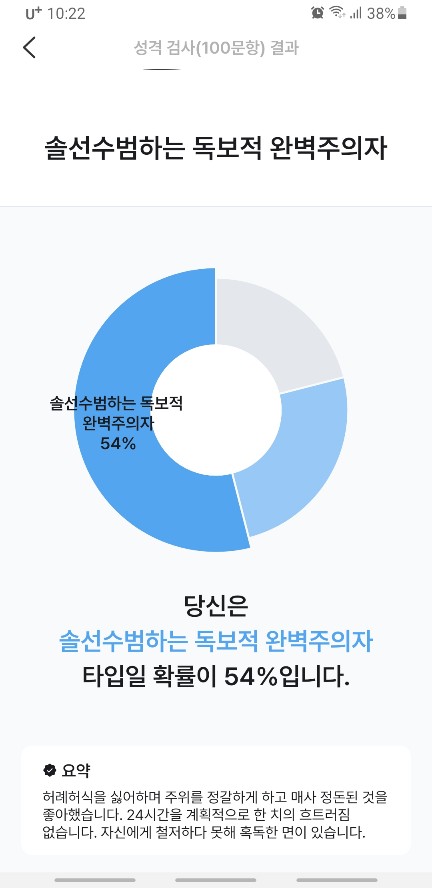 U⁺ 10:22 38%
성격 검사(100문항) 결과
솔선수범하는 독보적 완벽주의자
솔선수범하는 독보적
완벽주의자
54%
당신은
솔선수범하는 독보적 완벽주의자
타입일 확률이 54%입니다.
요약
허례허식을 싫어하며 주위를 정갈하게 하고 매사 정돈된 것을
좋아했습니다. 24시간을 계획적으로 한 치의 흐트러짐
없습니다. 자신에게 철저하다 못해 혹독한 면이 있습니다.